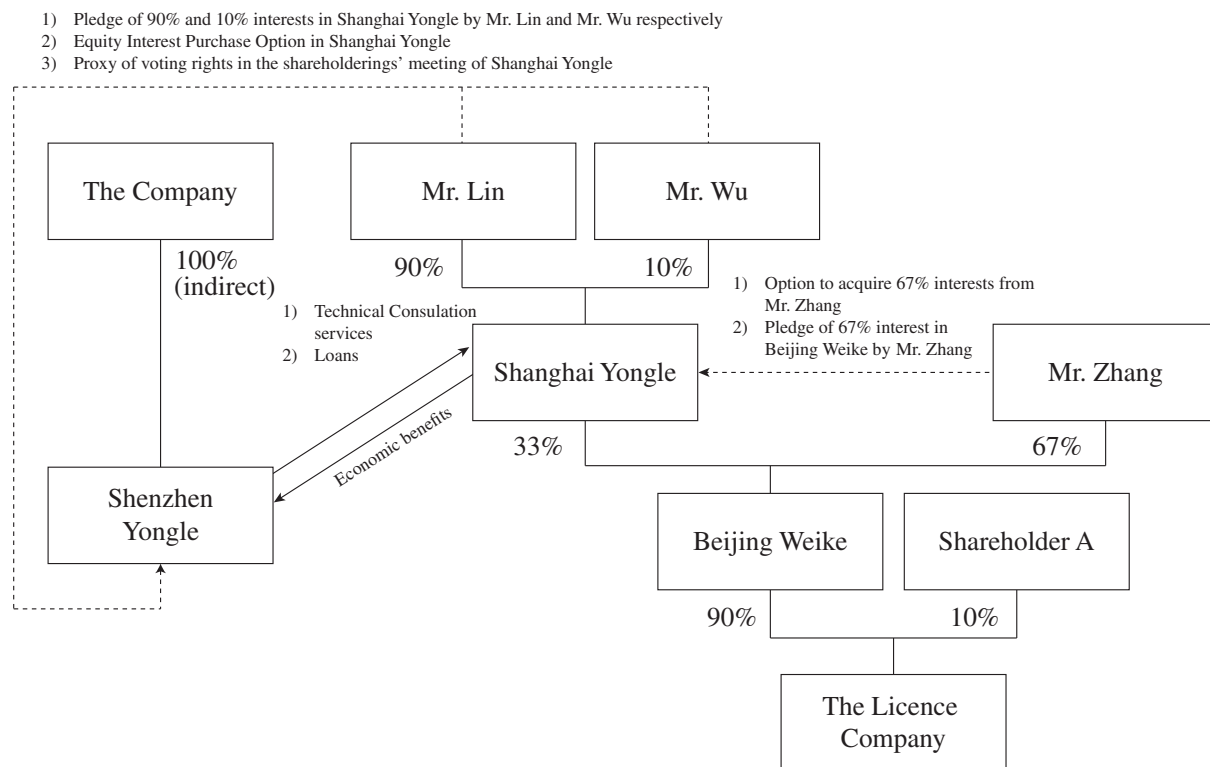 1) Pledge of 90% and 10% interests in Shanghai Yongle by Mr. Lin and Mr. Wu respectively
2) Equity Interest Purchase Option in Shanghai Yongle
3) Proxy of voting rights in the shareholderings' meeting of Shanghai Yongle
The Company
Mr. Lin
Mr. Wu
100%
(indirect)
90%
10%
1) Technical Consulation
services
2) Loans
1) Option to acquire 67% interests from
Mr. Zhang
2) Pledge of 67% interest in
Beijing Weike by Mr. Zhang
Shanghai Yongle
Mr. Zhang
Economic benefits
33%
67%
Shenzhen
Yongle
Beijing Weike
Shareholder A
90%
10%
The Licence
Company